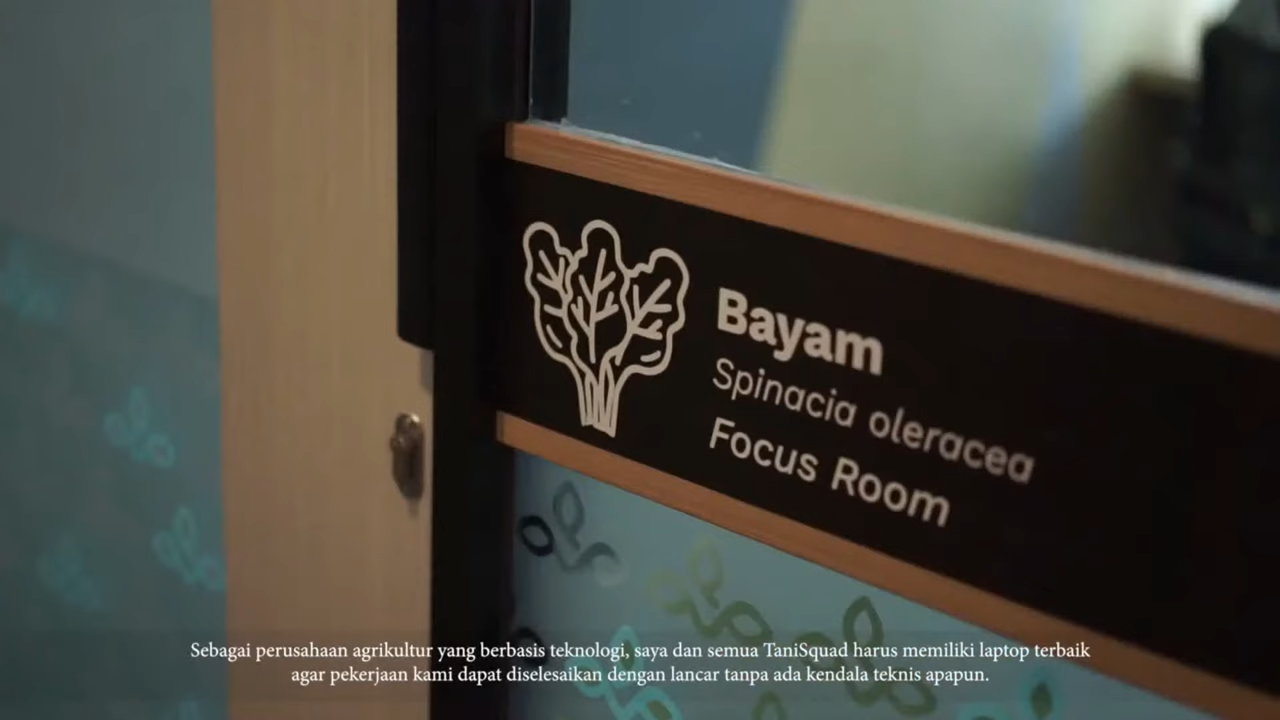 Bayam
Spinacia oleracea
Focus Room
Sebagai perusahaan agrikultur yang berbasis teknologi, saya dan semua TaniSquad harus memiliki laptop terbaik
agar pekerjaan kami dapat diselesaikan dengan lancar tanpa ada kendala teknis apapun.